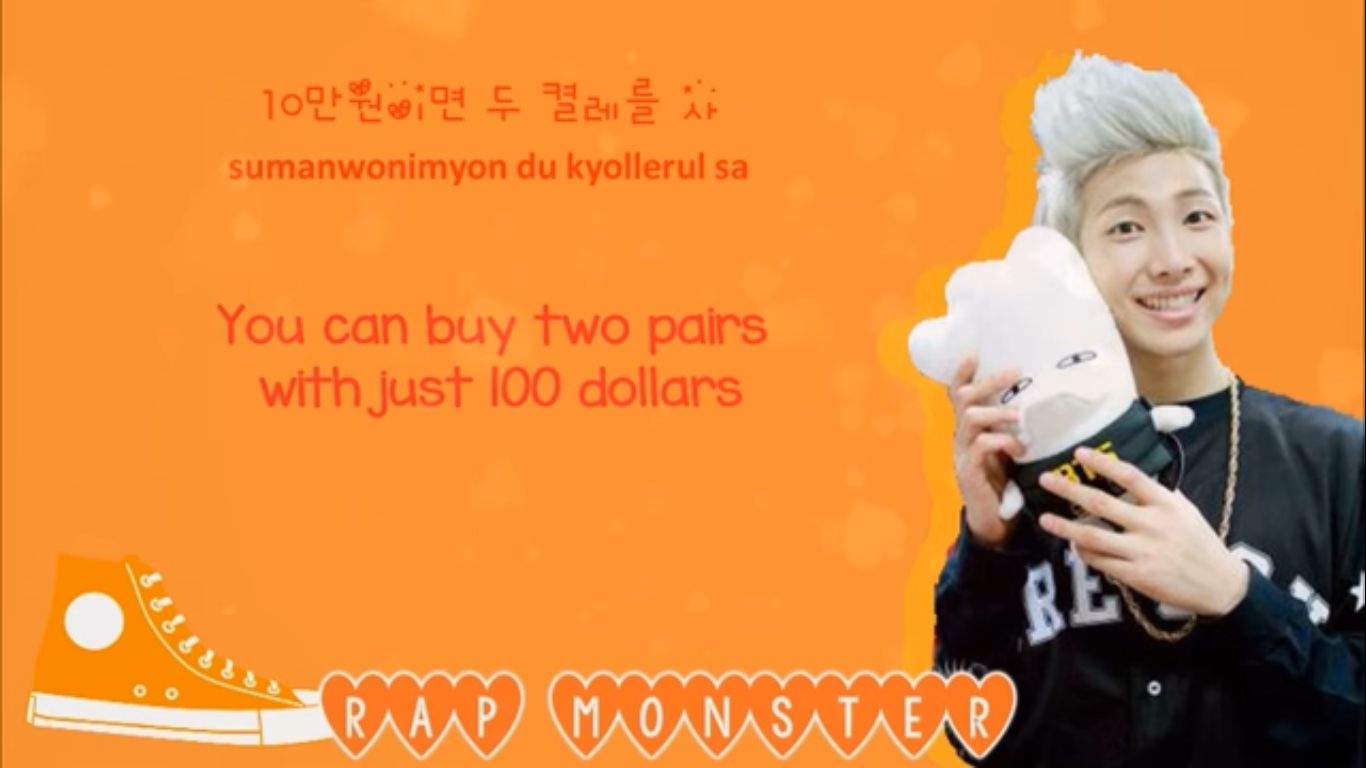 10만원이면 두 켤레를 사
sumanwonimyon du kyollerul sa
You can buy two pairs
with just 100 dollars
BTS
RAP MONSTER